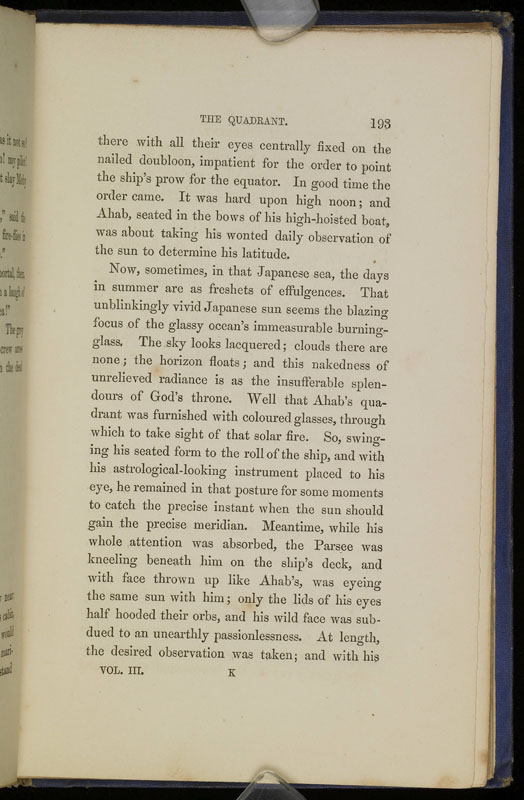 THE QUADRANT. 193
there with all their eyes centrally fixed on the
nailed doubloon, impatient for the order to point
the ship's prow for the equator. In good time the
order came. It was hard upon high noon; and
Ahab, seated in the bows of his high-hoisted boat,
was about taking his wonted daily observation of
the sun to determine his latitude.
Now, sometimes, in that Japanese sea, the days
in summer are as freshets of effulgences. That
unblinkingly vivid Japanese sun seems the blazing
focus of the glassy ocean's immeasurable burning-
glass. The sky looks lacquered; clouds there are
none; the horizon floats; and this nakedness of
unrelieved radiance is as the insufferable splen-
dours of God's throne. Well that Ahab's qua-
drant was furnished with coloured glasses, through
which to take sight of that solar fire. So, swing-
ing his seated form to the roll of the ship, and with
his astrological-looking instrument placed to his
eye, he remained in that posture for some moments
to catch the precise instant when the sun should
gain the precise meridian. Meantime, while his
whole attention was absorbed, the Parsee was
kneeling beneath him on the ship's deck, and
with face thrown up like Ahab's, was eyeing
the same sun with him; only the lids of his eyes
half hooded their orbs, and his wild face was sub-
dued to an unearthly passionlessness. At length,
the desired observation was taken; and with his
VOL. III. K